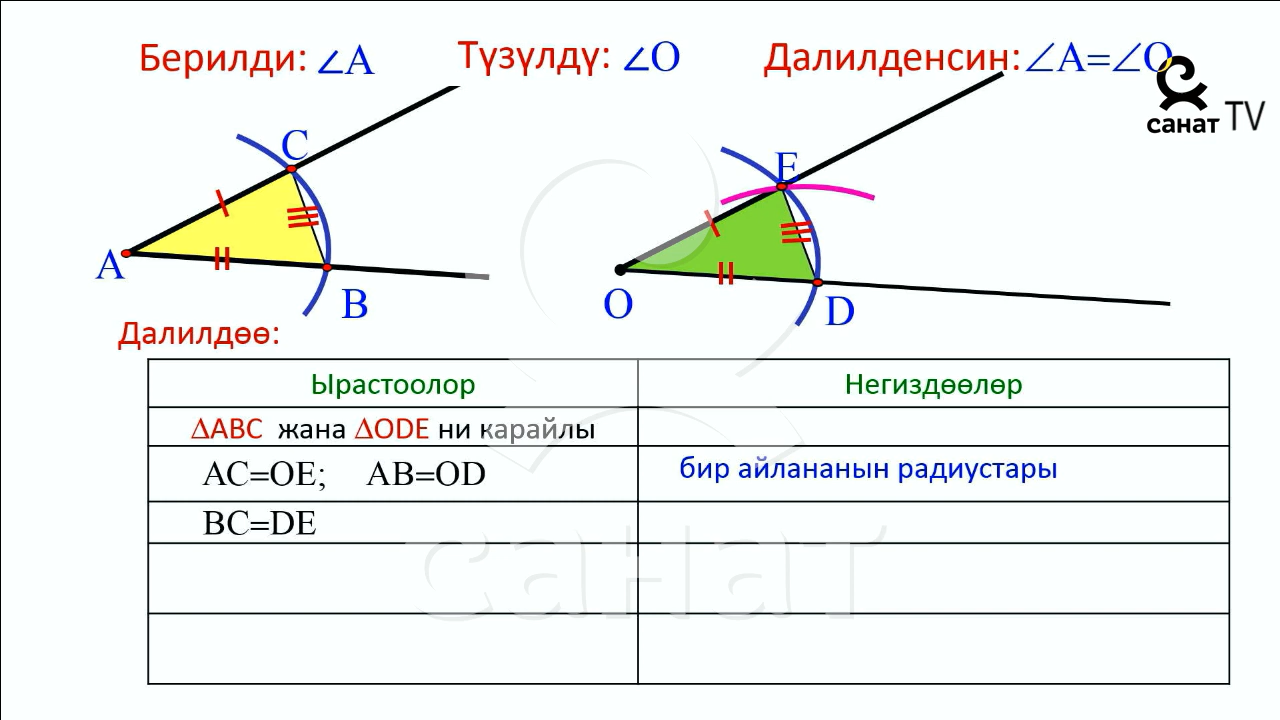 Берилди: ∠A Түзүлдү: ∠O Далилденсин: ∠A=∠O
санат TV
C
E
A
B
O
D
Далилдөө:
Ырастоолор Негиздөөлөр
∆ABC жана ∆ODE ни карайлы
AC=OE; AB=OD бир айлананын радиустары
BC=DE
санат